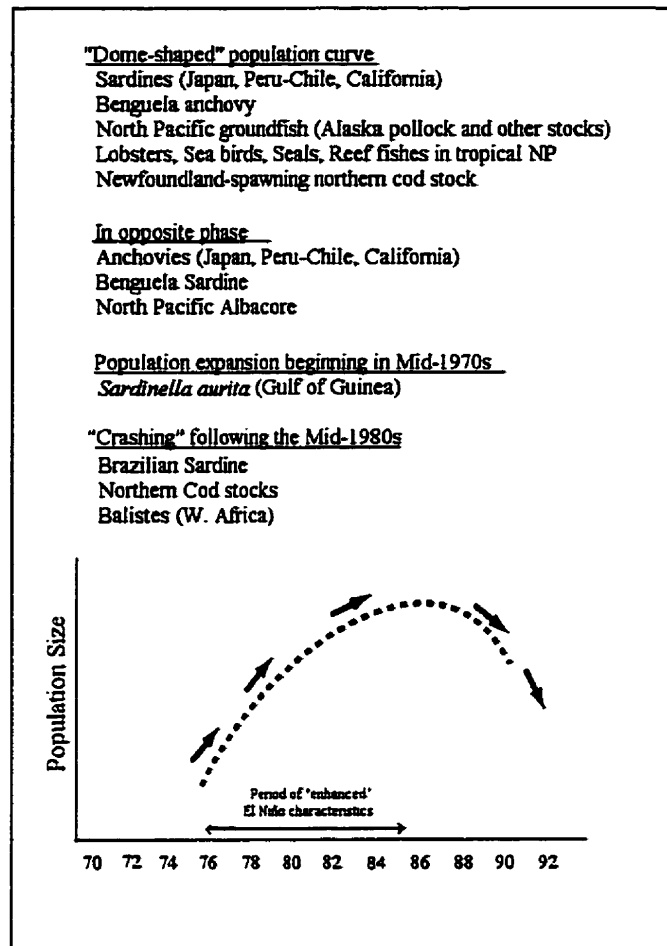 "Dome-shaped" population curve
Sardines (Japan, Peru-Chile, California)
Benguela anchovy
North Pacific groundfish (Alaska pollock and other stocks)
Lobsters, Sea birds, Seals, Reef fishes in tropical NP
Newfoundland-spawning northern cod stock
In opposite phase
Anchovies (Japan, Peru-Chile, California)
Benguela Sardine
North Pacific Albacore
Population expansion beginning in Mid-1970s
Sardinella aurita (Gulf of Guinea)
"Crashing" following the Mid-1980s
Brazilian Sardine
Northern Cod stocks
Balistes (W. Africa)
Population Size
Period of "enhanced"
El Niño characteristics
70 72 74 76 78 80 82 84 86 88 90 92